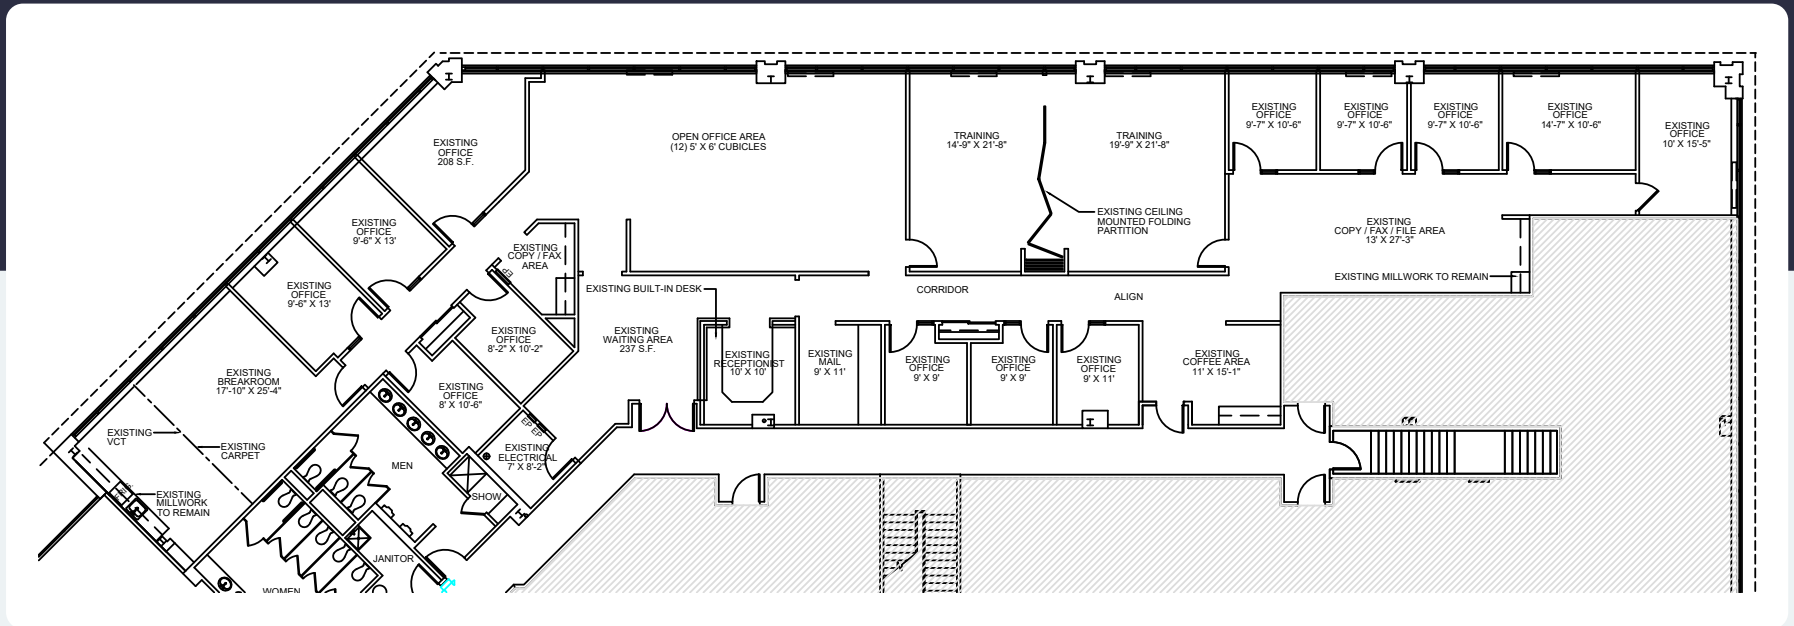 EXISTING
OFFICE
208 S.F.
OPEN OFFICE AREA
(12) 5' X 6' CUBICLES
TRAINING
14'-9" X 21'-8"
TRAINING
19'-9" X 21'-8"
EXISTING
OFFICE
9'-7" X 10'-6"
EXISTING
OFFICE
9'-7" X 10'-6"
EXISTING
OFFICE
9'-7" X 10'-6"
EXISTING
OFFICE
14'-7" X 10'-6"
EXISTING
OFFICE
10' X 15'-5"
EXISTING
OFFICE
9'-6" X 13'
EXISTING CEILING
MOUNTED FOLDING
PARTITION
EXISTING
COPY / FAX / FILE AREA
13' X 27'-3"
EXISTING
COPY / FAX
AREA
EP
EXISTING MILLWORK TO REMAIN
EXISTING
OFFICE
9'-6" X 13'
EXISTING BUILT-IN DESK
CORRIDOR
ALIGN
EXISTING
OFFICE
8'-2" X 10'-2"
EXISTING
WAITING AREA
237 S.F.
EXISTING
RECEPTIONIST
10' X 10'
EXISTING
MAIL
9' X 11'
EXISTING
OFFICE
9' X 9'
EXISTING
OFFICE
9' X 9'
EXISTING
OFFICE
9' X 11'
EXISTING
COFFEE AREA
11' X 15'-1"
EXISTING
BREAKROOM
17'-10" X 25'-4"
EXISTING
OFFICE
8' X 10'-6"
EP EP
EXISTING
VCT
EXISTING
CARPET
EXISTING
ELECTRICAL
7' X 8'-2"
MEN
SHOW
EXISTING
MILLWORK
TO REMAIN
JANITOR
WOMEN